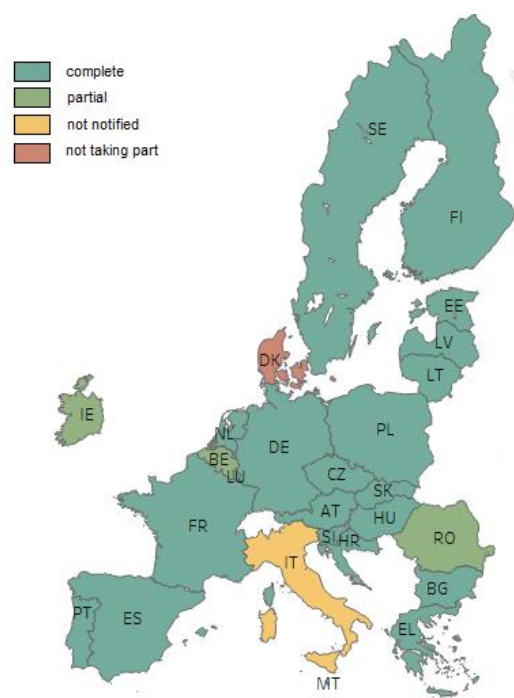 complete
partial
not notified
not taking part
SE
FI
EE
LV
DK
LT
IE
NL
DE
PL
BE
LU
CZ
SK
FR
AT
HU
SI
HR
RO
IT
BG
PT
ES
EL
MT